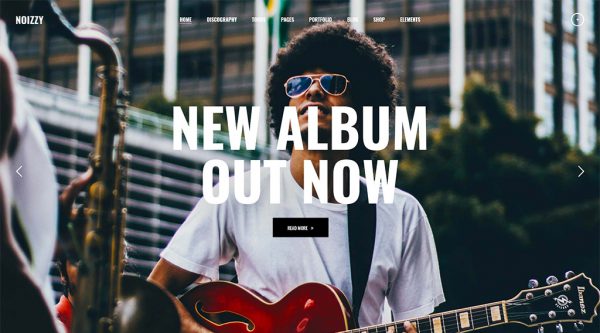 NOIZZY
HOME DISCOGRAPHY SHOWS PAGES PORTFOLIO BLOG SHOP ELEMENTS
NEW ALBUM
OUT NOW
READ MORE >
Ibanez